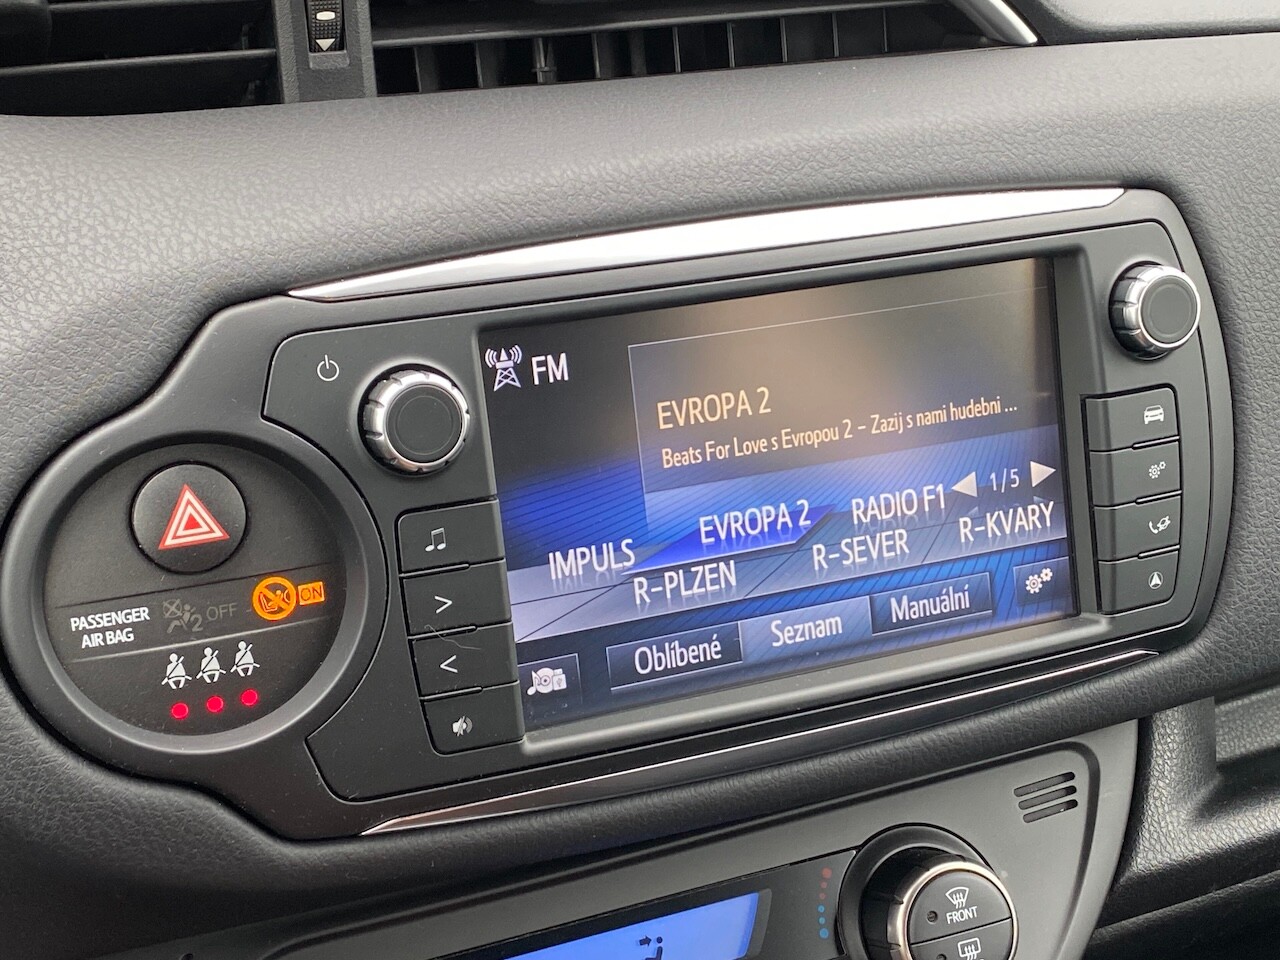 FM
EVROPA 2
Beats For Love s Evropou 2 – Zazij s nami hudebni ...
1/5
IMPULS EVROPA 2 RADIO F1
R-PLZEN R-SEVER R-KVARY
Oblíbené Seznam Manuální
PASSENGER
AIR BAG
2 OFF
ON
FRONT